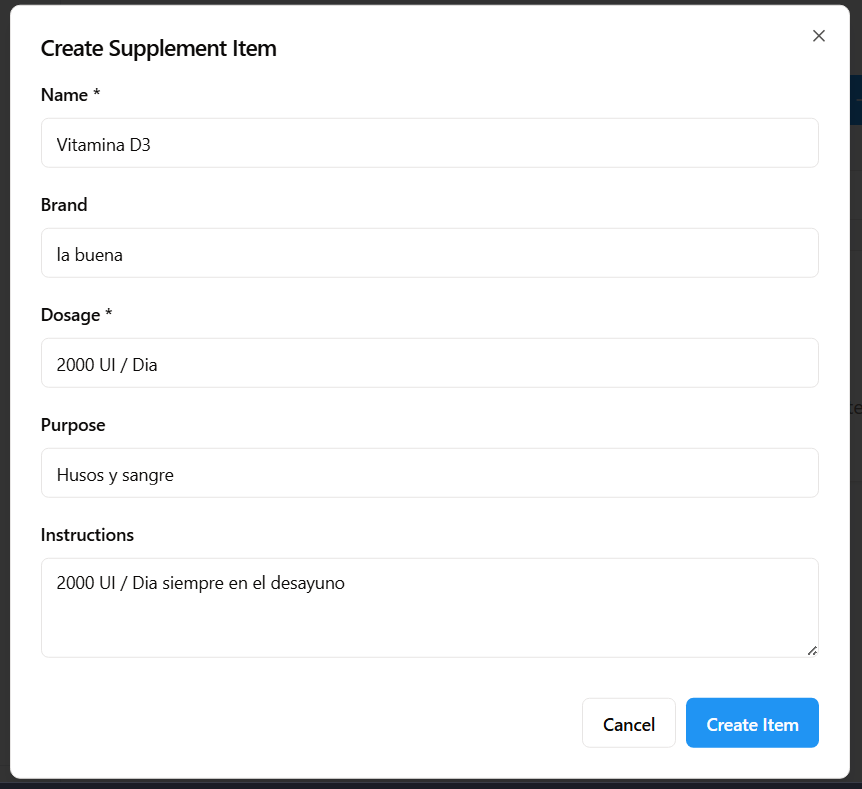 Create Supplement Item
Name *
Vitamina D3
Brand
la buena
Dosage *
2000 UI / Dia
Purpose
Husos y sangre
Instructions
2000 UI / Dia siempre en el desayuno
Cancel
Create Item